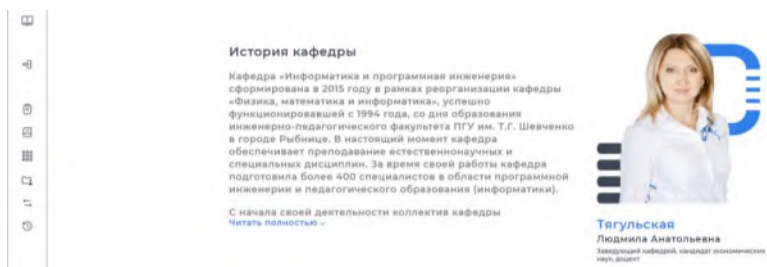 История кафедры
Кафедра «Информатика и программная инженерия»
сформирована в 2015 году в рамках реорганизации кафедры
«Физика, математика и информатика», успешно
функционировавшей с 1994 года, со дня образования
инженерно-педагогического факультета ПГУ им. Т.Г. Шевченко
в городе Рыбнице. В настоящий момент кафедра
обеспечивает преподавание естественнонаучных и
специальных дисциплин. За время своей работы кафедра
подготовила более 400 специалистов в области программной
инженерии и педагогического образования (информатики).
С начала своей деятельности коллектив кафедры
Читать полностью
Тягульская
Людмила Анатольевна
Заведующий кафедрой, кандидат экономических
наук, доцент